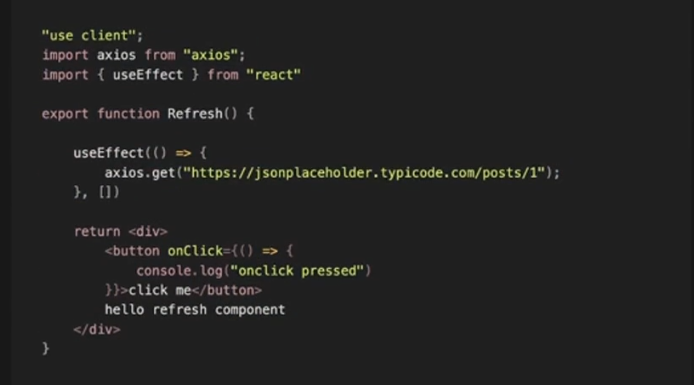 "use client";
import axios from "axios";
import { useEffect } from "react"
export function Refresh() {
useEffect(() => {
axios.get("https://jsonplaceholder.typicode.com/posts/1");
}, [])
return <div>
<button onClick={() => {
console.log("onclick pressed")
}}>click me</button>
hello refresh component
</div>
}